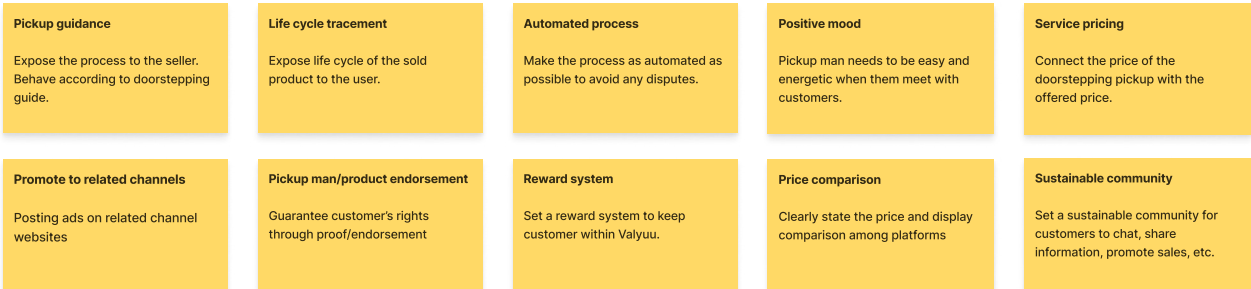 Pickup guidance
Expose the process to the seller.
Behave according to doorstepping
guide.
Life cycle tracement
Expose life cycle of the sold
product to the user.
Automated process
Make the process as automated as
possible to avoid any disputes.
Positive mood
Pickup man needs to be easy and
energetic when them meet with
customers.
Service pricing
Connect the price of the
doorstepping pickup with the
offered price.
Promote to related channels
Posting ads on related channel
websites
Pickup man/product endorsement
Guarantee customer’s rights
through proof/endorsement
Reward system
Set a reward system to keep
customer within Valyuu.
Price comparison
Clearly state the price and display
comparison among platforms
Sustainable community
Set a sustainable community for
customers to chat, share
information, promote sales, etc.